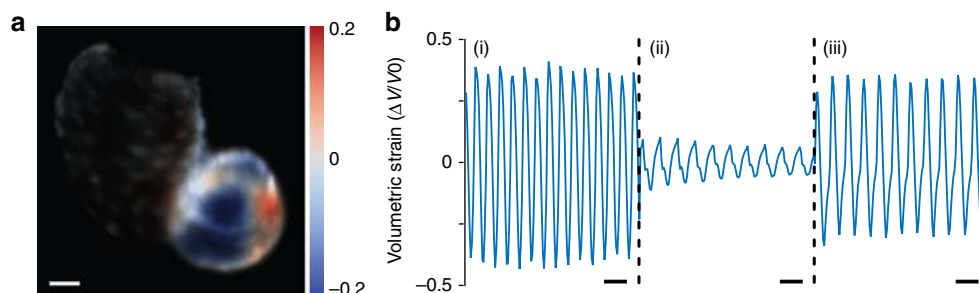 a
0.2
0
−0.2
b
Volumetric strain (ΔV/V0)
0.5
0
−0.5
(i)
(ii)
(iii)